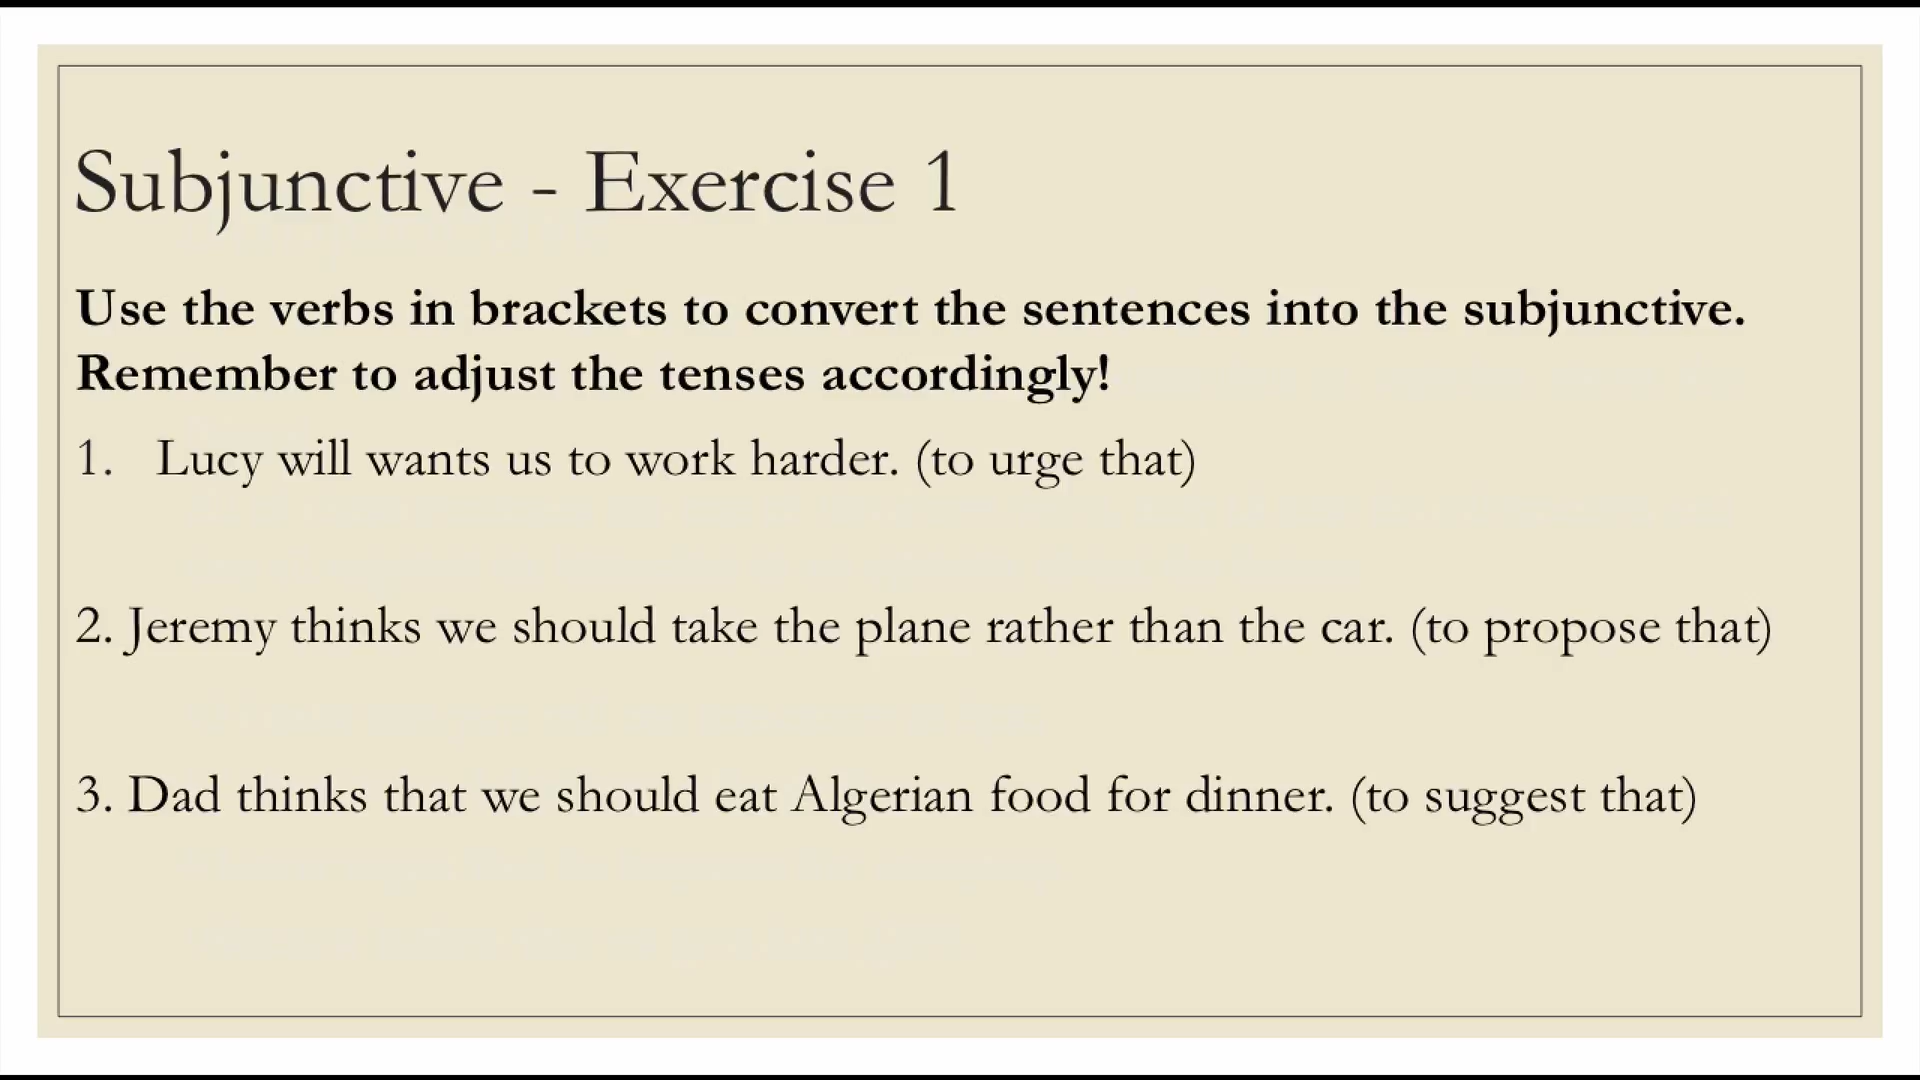 Subjunctive - Exercise 1
Use the verbs in brackets to convert the sentences into the subjunctive.
Remember to adjust the tenses accordingly!
1. Lucy will wants us to work harder. (to urge that)
2. Jeremy thinks we should take the plane rather than the car. (to propose that)
3. Dad thinks that we should eat Algerian food for dinner. (to suggest that)